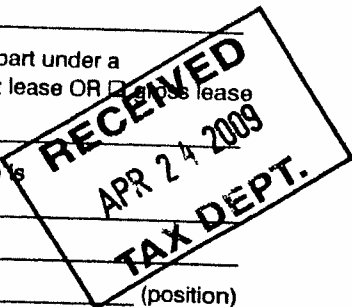 part under a
lease OR ☐ gross lease
RECEIVED
's
APR 24 2009
TAX DEPT.
(position)